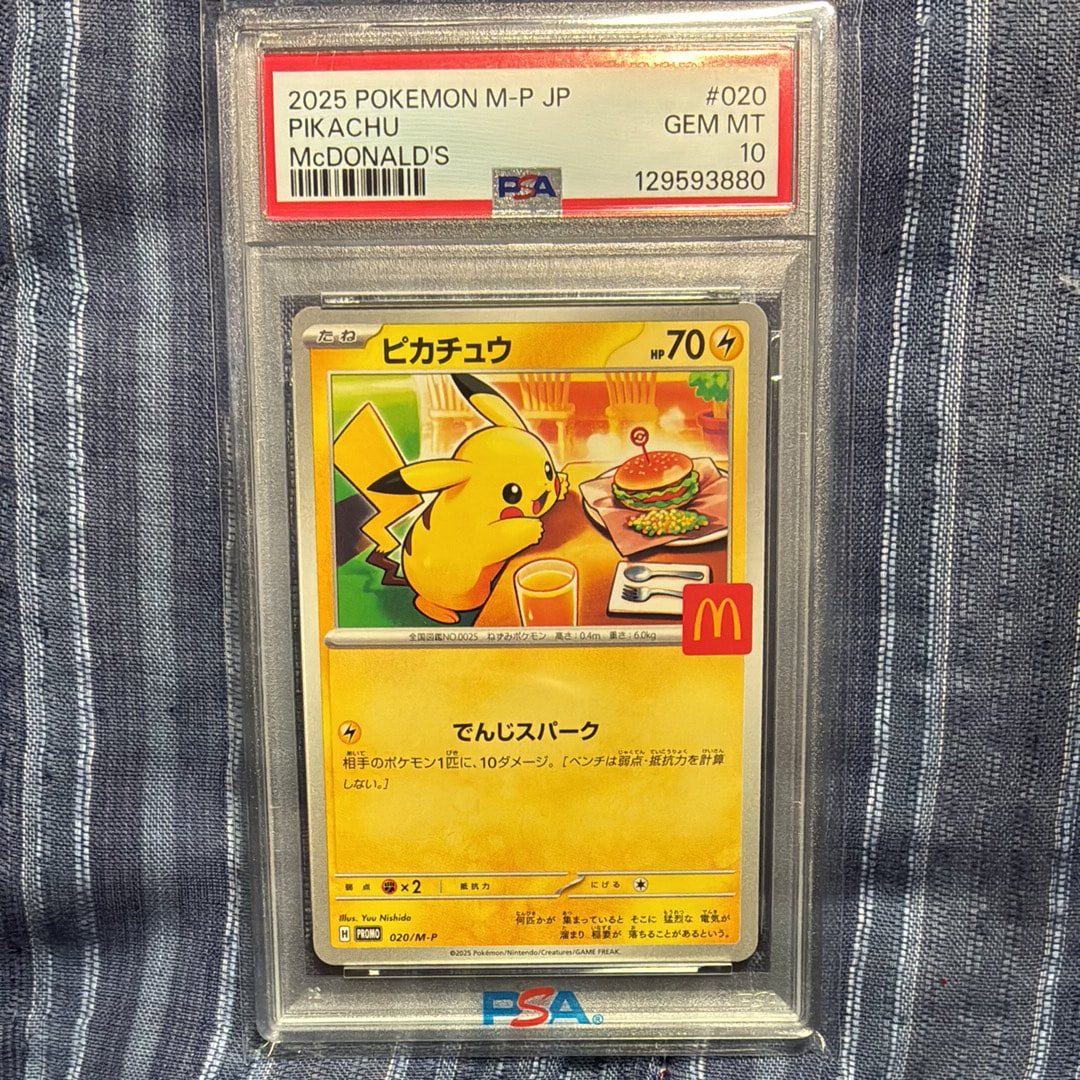 2025 POKEMON M-P JP #020
PIKACHU GEM MT
McDONALD'S 10
PSA 129593880
たね ピカチュウ HP70
全国図鑑NO.0025 ねずみポケモン 高さ:0.4m 重さ:6.0kg
でんじスパーク
相手のポケモン1匹に、10ダメージ。[ベンチは弱点・抵抗力を計算
しない。]
弱点 ×2 抵抗力 にげる
Illus. Yuu Nishida
何匹かが 集まっていると そこに 猛烈な 電気が
溜まり 稲妻が 落ちることがあるという。
H PROMO 020/M-P
©2025 Pokémon/Nintendo/Creatures/GAME FREAK.
PSA®